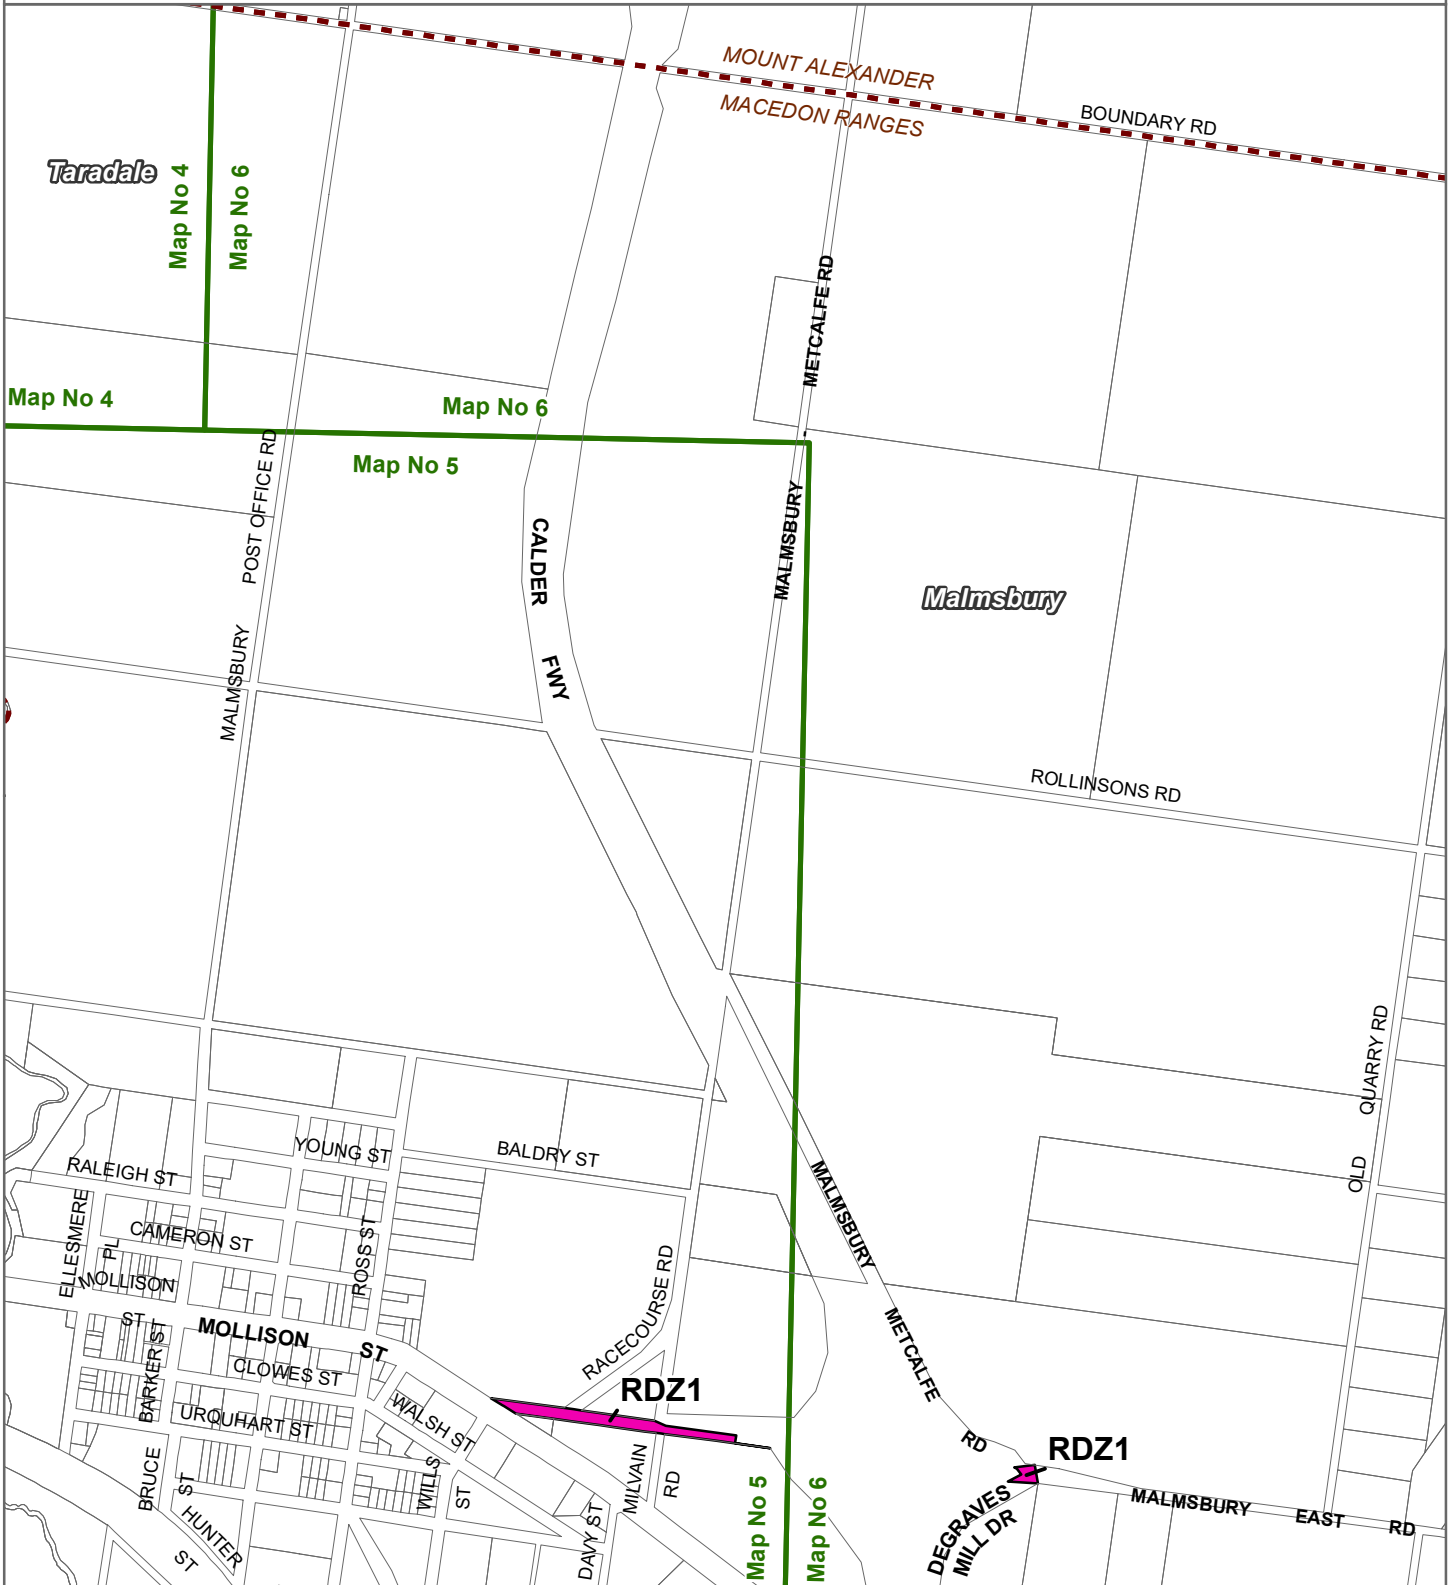 MOUNT ALEXANDER
MACEDON RANGES
BOUNDARY RD
Taradale
Map No 4
Map No 6
METCALFE RD
Map No 4
Map No 6
Map No 5
POST OFFICE RD
MALMSBURY
CALDER
FWY
MALMSBURY
Malmsbury
ROLLINSONS RD
QUARRY RD
OLD
YOUNG ST
BALDRY ST
RALEIGH ST
ELLESMERE
PL
CAMERON ST
ROSS ST
MOLLISON
ST
MOLLISON
ST
BARKER ST
CLOWES ST
URQUHART ST
WALSH ST
RACECOURSE RD
RDZ1
MALMSBURY
METCALFE
RD
RDZ1
BRUCE
ST
HUNTER
ST
WILLS
ST
MILVAIN
RD
DAVY ST
Map No 5
Map No 6
DEGRAVES
MILL DR
MALMSBURY
EAST
RD